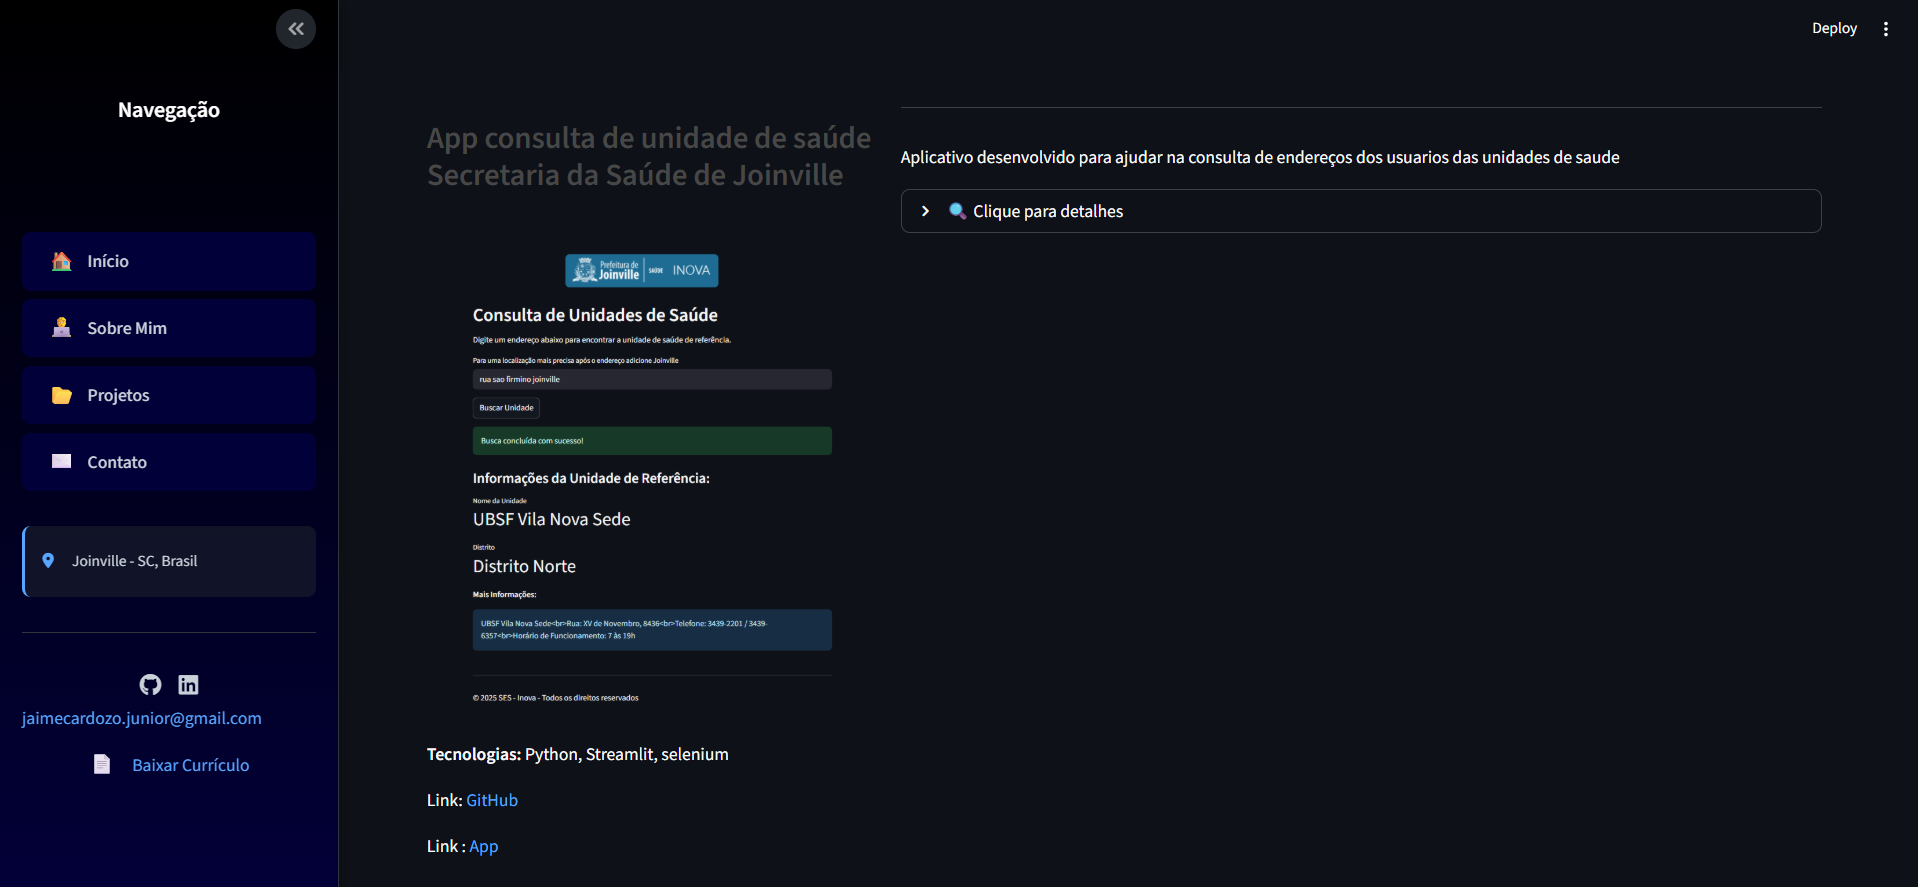 Navegação
Início
Sobre Mim
Projetos
Contato
Joinville - SC, Brasil
jaimecardozo.junior@gmail.com
Baixar Currículo
Deploy
App consulta de unidade de saúde
Secretaria da Saúde de Joinville
Prefeitura de
Joinville
SAÚDE
INOVA
Consulta de Unidades de Saúde
Digite um endereço abaixo para encontrar a unidade de saúde de referência.
Para uma localização mais precisa após o endereço adicione Joinville
rua sao firmino joinville
Buscar Unidade
Busca concluída com sucesso!
Informações da Unidade de Referência:
Nome da Unidade
UBSF Vila Nova Sede
Distrito
Distrito Norte
Mais Informações:
UBSF Vila Nova Sede<br>Rua: XV de Novembro, 8436<br>Telefone: 3439-2201 / 3439-
6357<br>Horário de Funcionamento: 7 às 19h
© 2025 SES - Inova - Todos os direitos reservados
Tecnologias: Python, Streamlit, selenium
Link: GitHub
Link : App
Aplicativo desenvolvido para ajudar na consulta de endereços dos usuarios das unidades de saude
Clique para detalhes